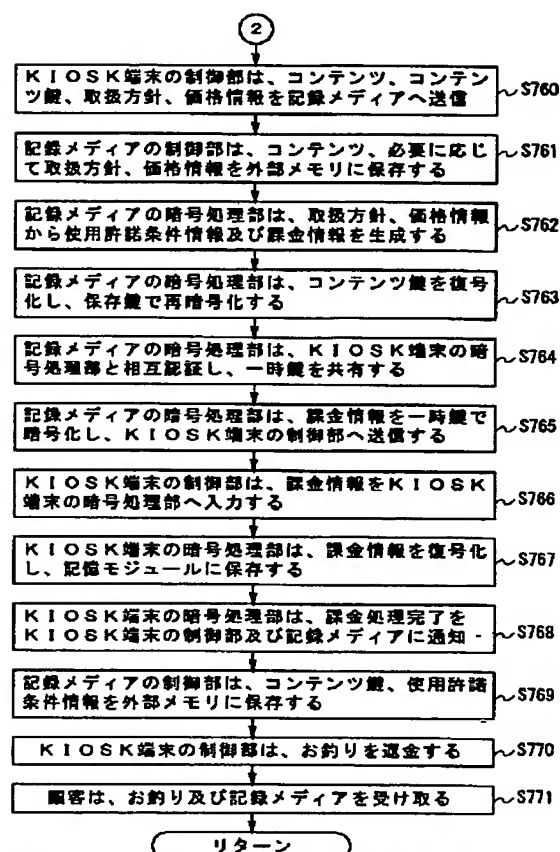 2
KIOSK端末の制御部は、コンテンツ、コンテン
ツ鍵、取扱方針、価格情報を記録メディアへ送信
S760
記録メディアの制御部は、コンテンツ、必要に応じ
て取扱方針、価格情報を外部メモリに保存する
S761
記録メディアの暗号処理部は、取扱方針、価格情報
から使用許諾条件情報及び課金情報を生成する
S762
記録メディアの暗号処理部は、コンテンツ鍵を復号
化し、保存鍵で再暗号化する
S763
記録メディアの暗号処理部は、KIOSK端末の暗
号処理部と相互認証し、一時鍵を共有する
S764
記録メディアの暗号処理部は、課金情報を一時鍵で
暗号化し、KIOSK端末の制御部へ送信する
S765
KIOSK端末の制御部は、課金情報をKIOSK
端末の暗号処理部へ入力する
S766
KIOSK端末の暗号処理部は、課金情報を復号化
し、記憶モジュールに保存する
S767
KIOSK端末の暗号処理部は、課金処理完了を
KIOSK端末の制御部及び記録メディアに通知
S768
記録メディアの制御部は、コンテンツ鍵、使用許諾
条件情報を外部メモリに保存する
S769
KIOSK端末の制御部は、お釣りを返金する
S770
顧客は、お釣り及び記録メディアを受け取る
S771
リターン